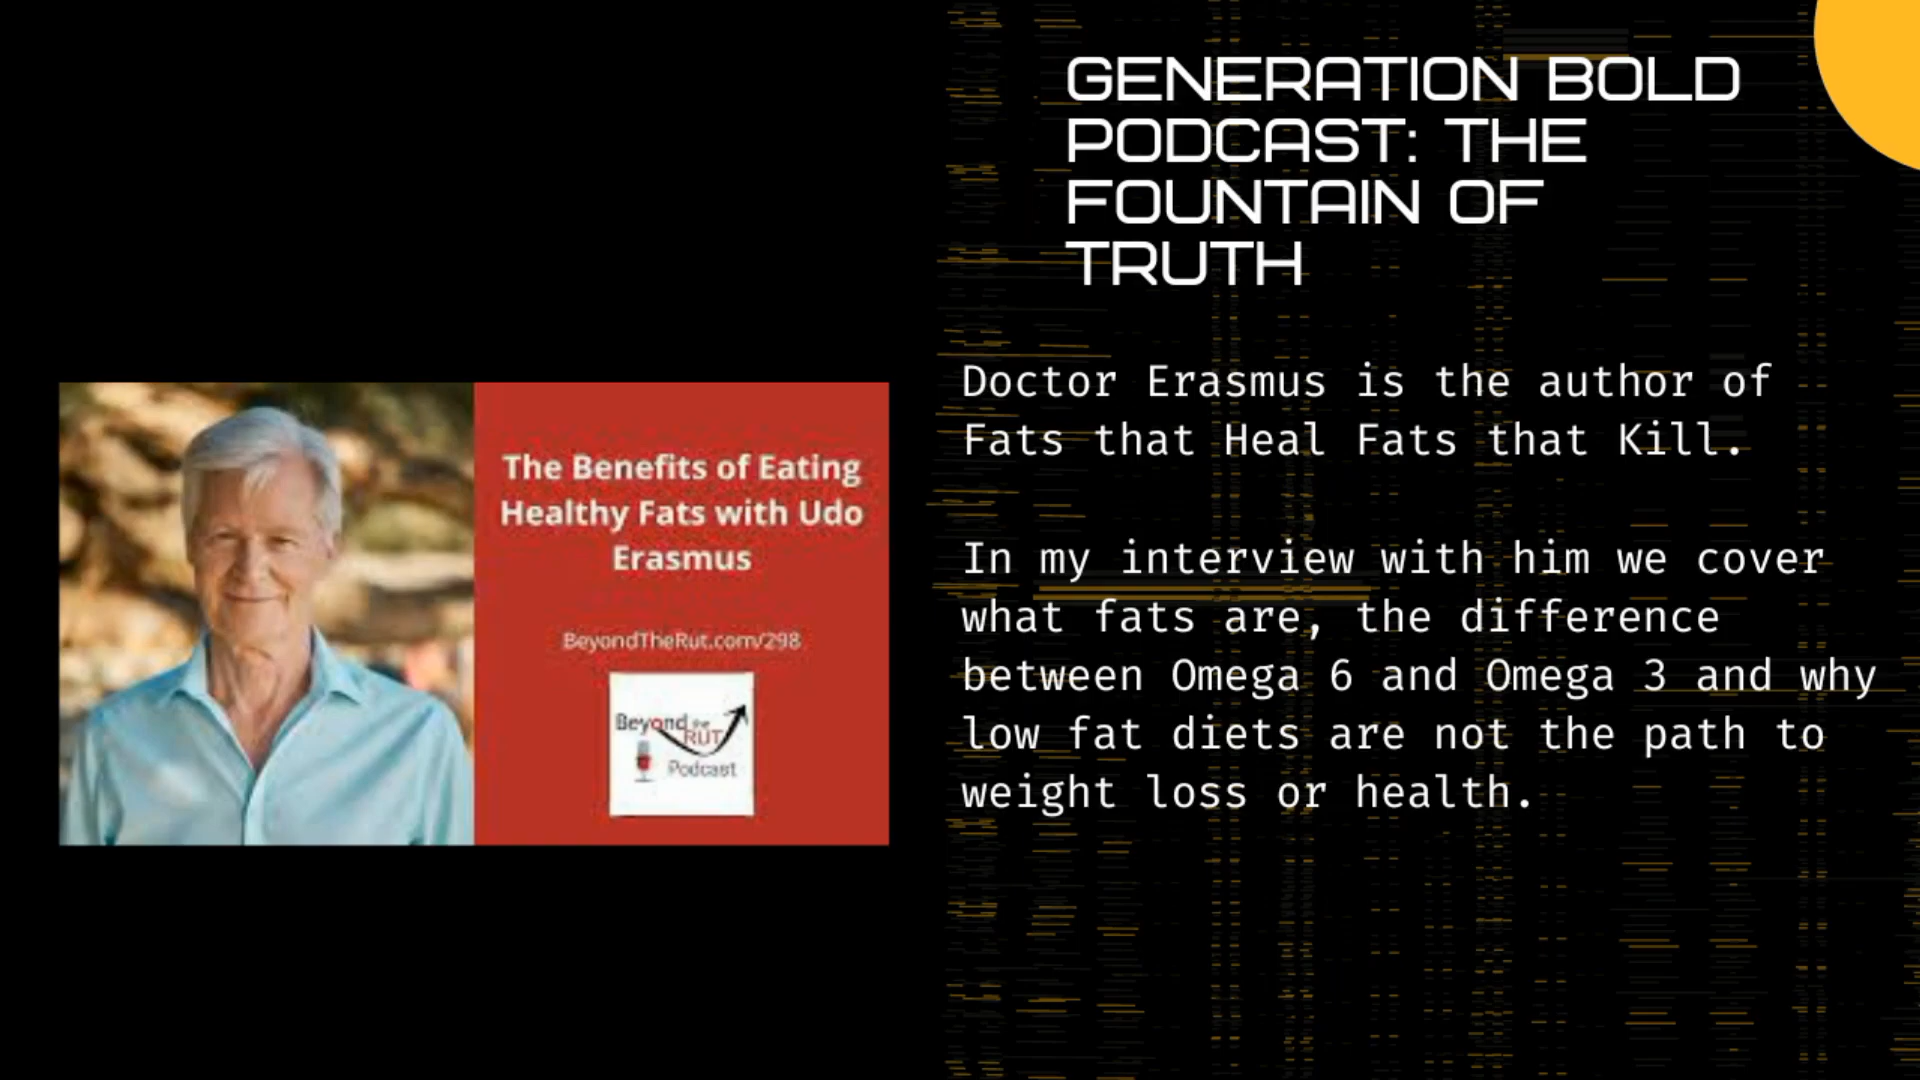 GENERATION BOLD
PODCAST: THE
FOUNTAIN OF
TRUTH
Doctor Erasmus is the author of
Fats that Heal Fats that Kill.
In my interview with him we cover
what fats are, the difference
between Omega 6 and Omega 3 and why
low fat diets are not the path to
weight loss or health.
The Benefits of Eating
Healthy Fats with Udo
Erasmus
BeyondTheRut.com/298
Beyond the
RUT
Podcast